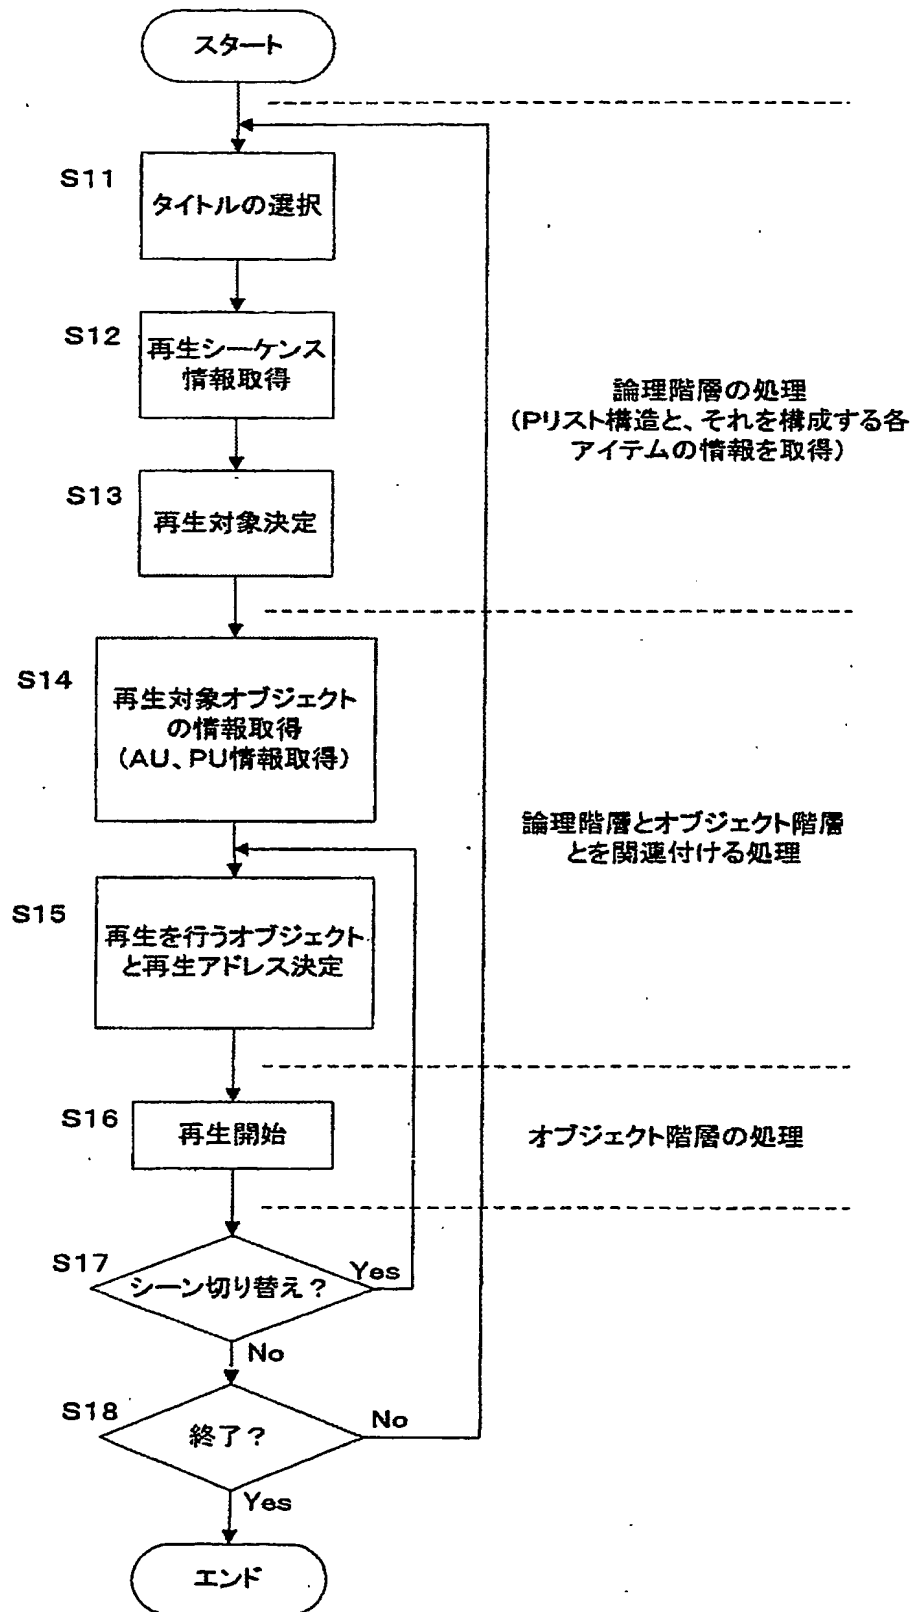 スタート
S11
タイトルの選択
S12
再生シーケンス
情報取得
論理階層の処理
(Pリスト構造と、それを構成する各
アイテムの情報を取得)
S13
再生対象決定
S14
再生対象オブジェクト
の情報取得
(AU、PU情報取得)
論理階層とオブジェクト階層
とを関連付ける処理
S15
再生を行うオブジェクト
と再生アドレス決定
S16
再生開始
オブジェクト階層の処理
S17
シーン切り替え？
Yes
No
S18
終了？
No
Yes
エンド